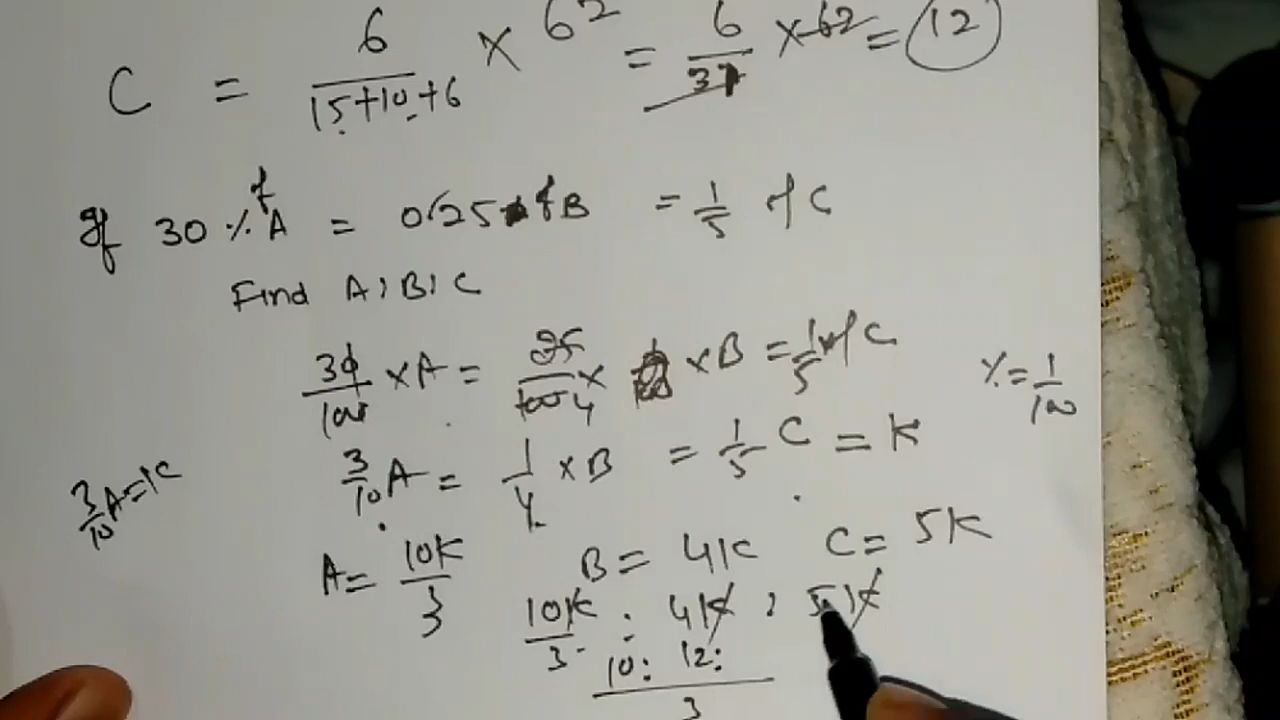 C = 6/(15+10+6) × 62 = 6/31 × 62 = 12
If 30 % of A = 0.25 of B = 1/5 of C
Find A : B : C
30/100 × A = 25/100 4 × × B = 1/5 of C
% = 1/100
3/10 A = 1/4 × B = 1/5 C = K
3/10 A = K
A = 10K/3 B = 4K C = 5K
10K/3 : 4K : 5K
10 : 12 :
3